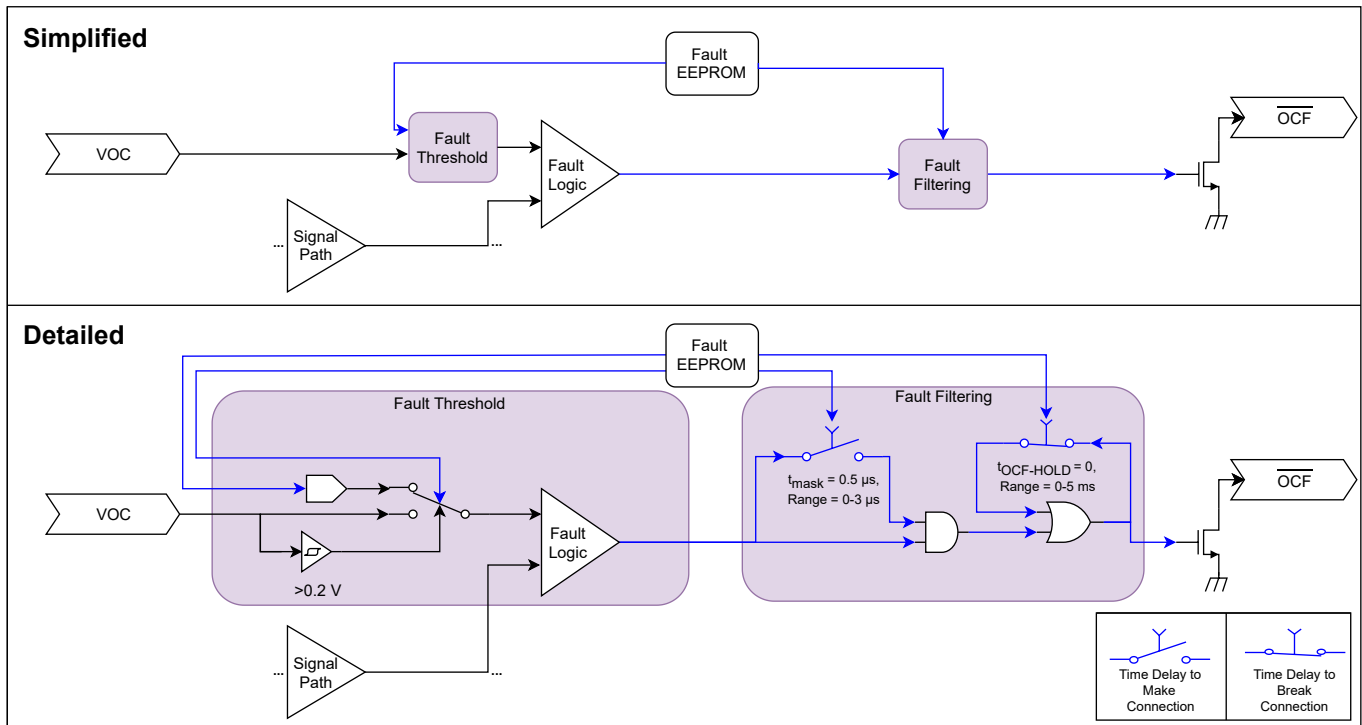 Simplified
Fault
EEPROM
OCF
VOC
Fault
Threshold
Fault
Logic
Fault
Filtering
Signal
Path
...
...
Detailed
Fault
EEPROM
Fault Threshold
Fault Filtering
tmask = 0.5 µs,
Range = 0-3 µs
tOCF-HOLD = 0,
Range = 0-5 ms
OCF
VOC
Fault
Logic
>0.2 V
Signal
Path
...
...
Time Delay to
Make
Connection
Time Delay to
Break
Connection